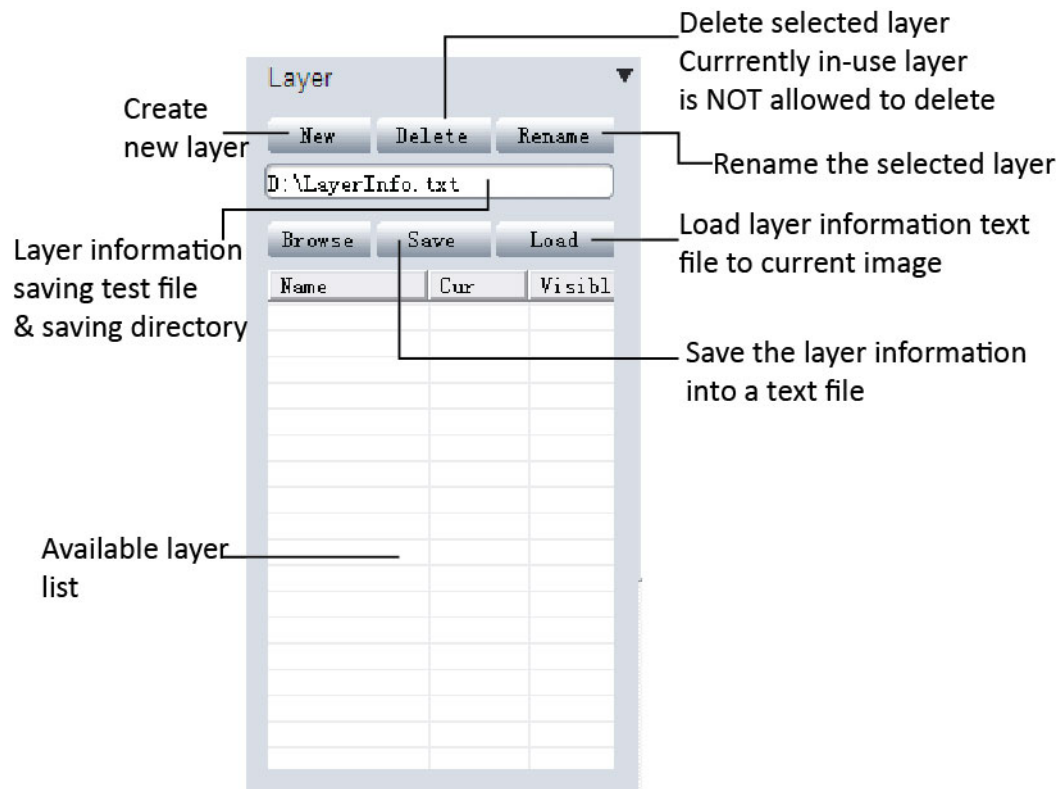 Delete selected layer
Currrently in-use layer
is NOT allowed to delete
Layer
Create
new layer
New
Delete
Rename
Rename the selected layer
D:\LayerInfo.txt
Layer information
saving test file
& saving directory
Browse
Save
Load
Load layer information text
file to current image
Name
Cur
Visibl
Save the layer information
into a text file
Available layer
list